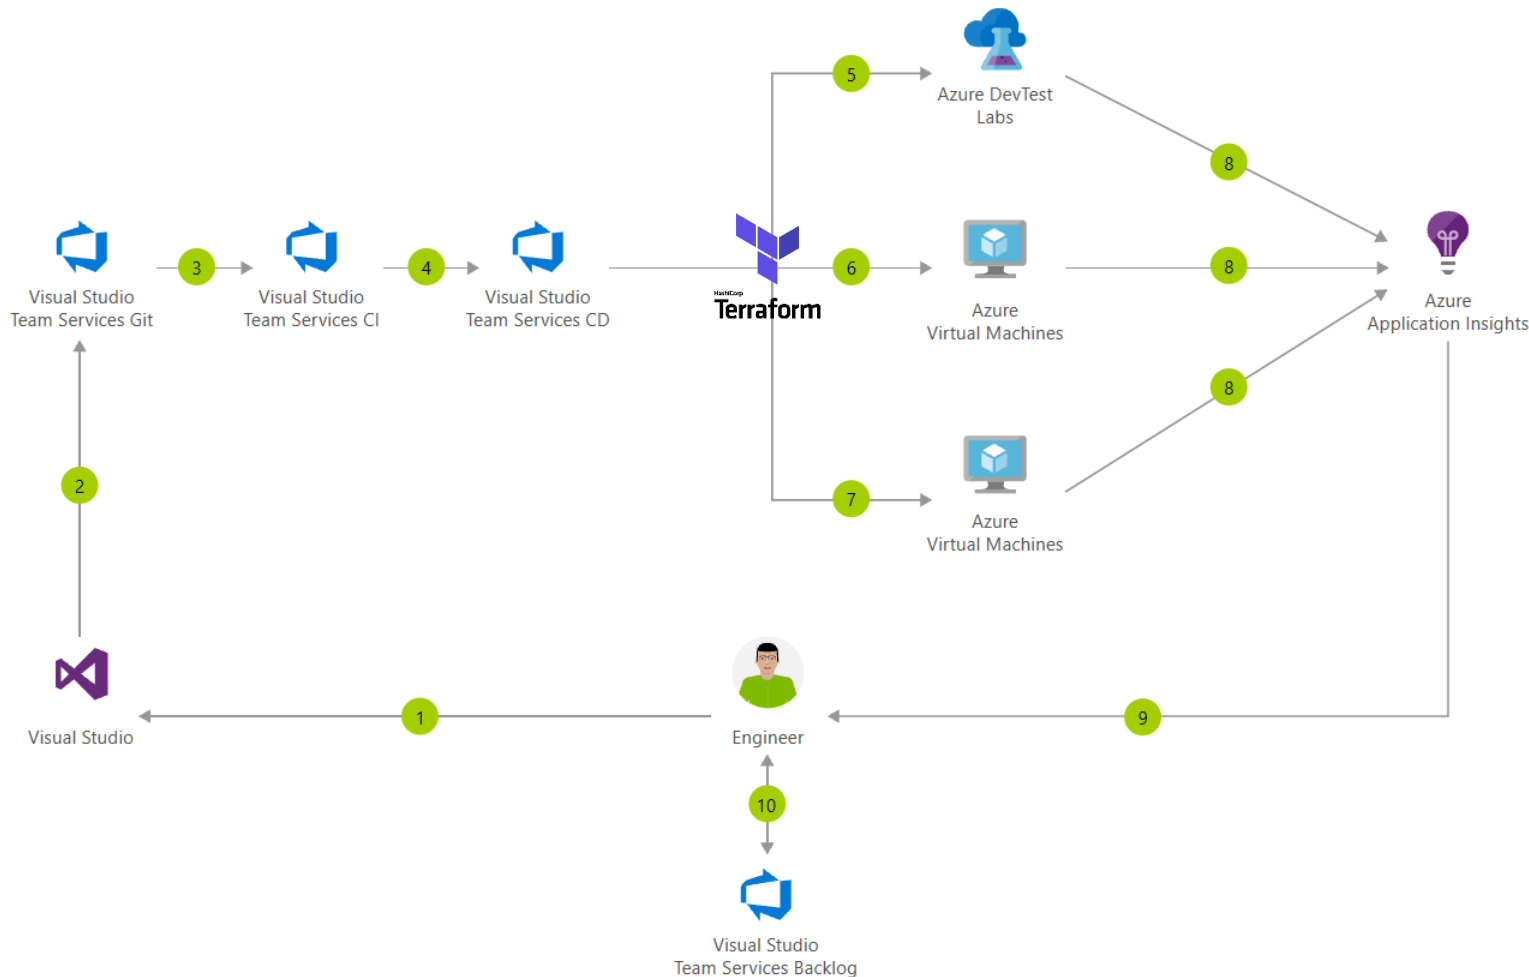 5
Azure DevTest
Labs
8
3
4
6
8
HashiCorp
Terraform
Visual Studio
Team Services Git
Visual Studio
Team Services CI
Visual Studio
Team Services CD
Azure
Virtual Machines
Azure
Application Insights
8
2
7
Azure
Virtual Machines
Visual Studio
1
Engineer
9
10
Visual Studio
Team Services Backlog